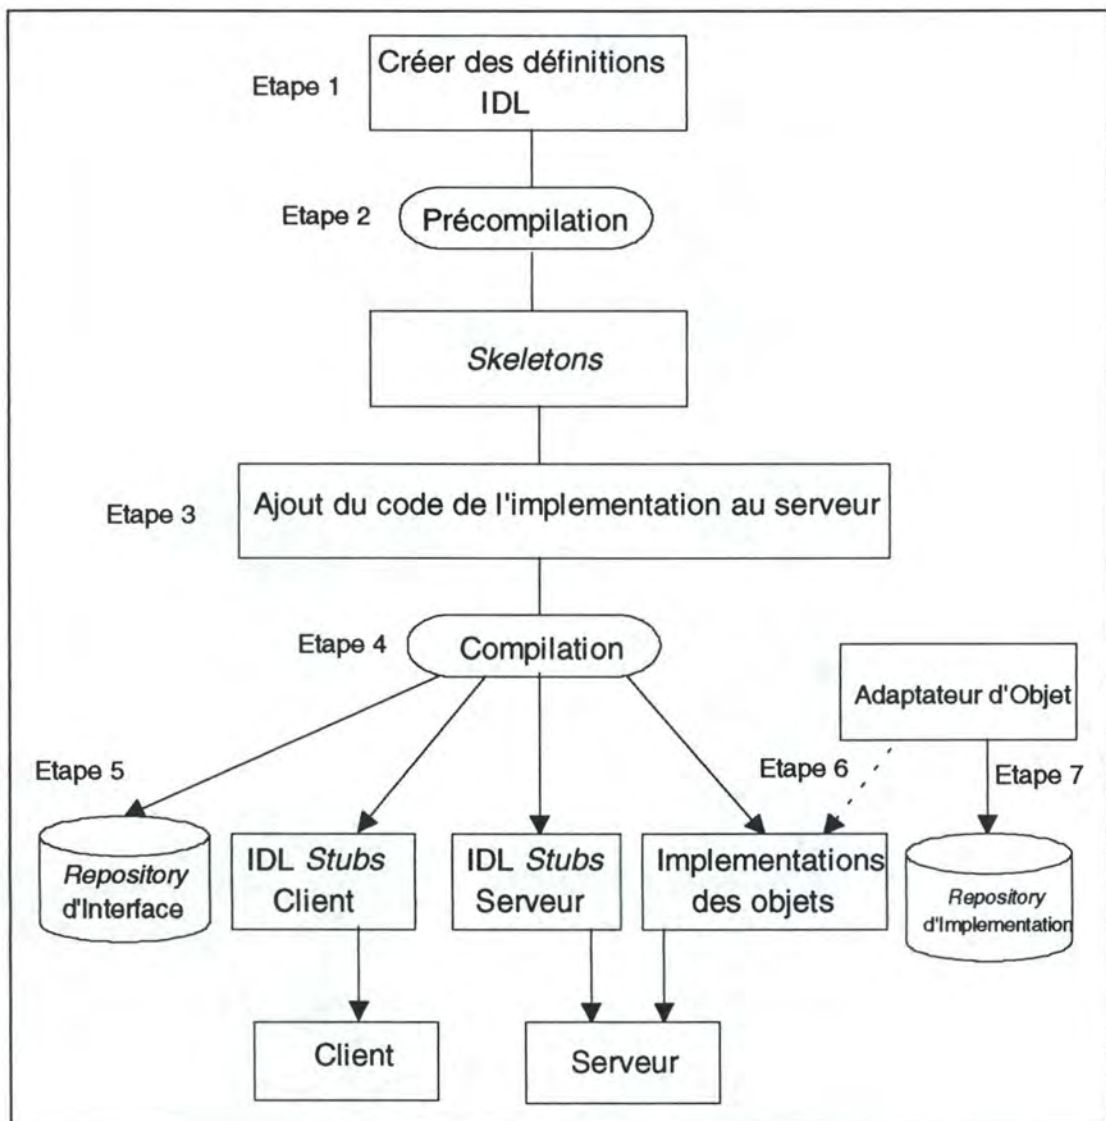 Créer des définitions
IDL
Etape 1
Etape 2
Précompilation
Skeletons
Etape 3
Ajout du code de l'implementation au serveur
Etape 4
Compilation
Adaptateur d'Objet
Etape 5
Etape 6
Etape 7
Repository
d'Interface
IDL Stubs
Client
IDL Stubs
Serveur
Implementations
des objets
Repository
d'Implementation
Client
Serveur